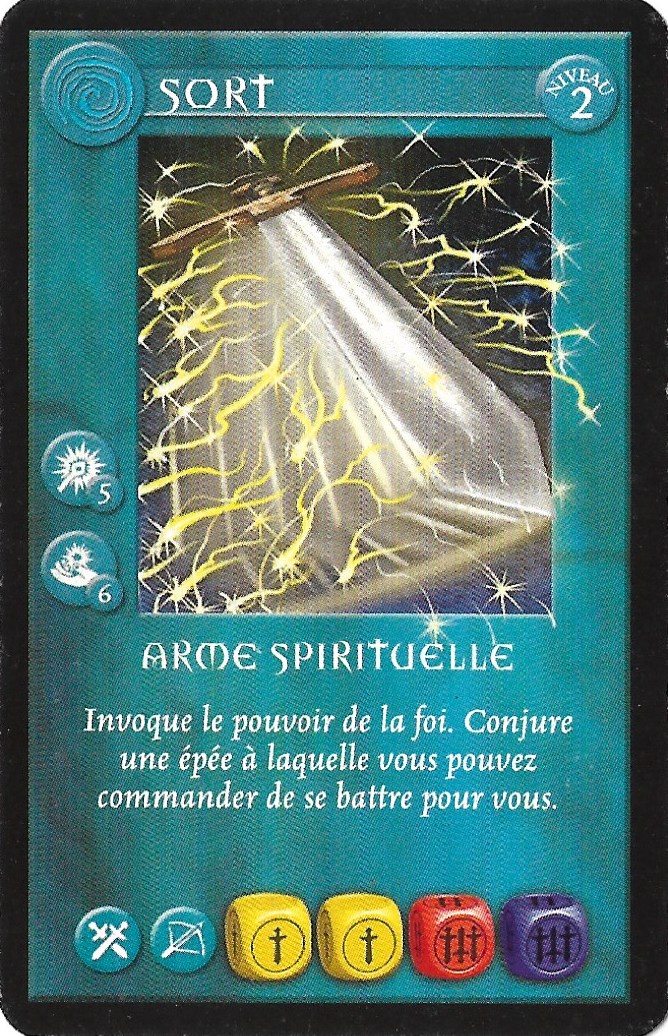 SORT
NIVEAU
2
5
6
ARME SPIRITUELLE
Invoque le pouvoir de la foi. Conjure
une épée à laquelle vous pouvez
commander de se battre pour vous.